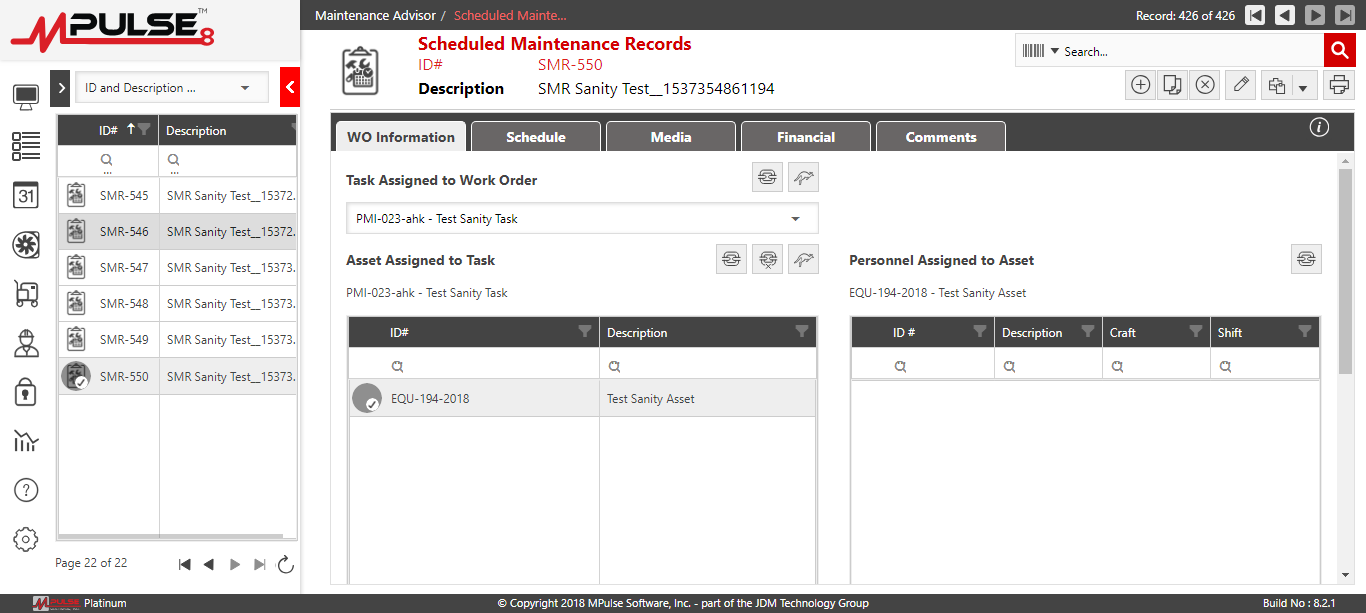 MPULSE 8 ™
Maintenance Advisor / Scheduled Mainte...
Record: 426 of 426
Scheduled Maintenance Records
ID# SMR-550
Description SMR Sanity Test__1537354861194
Search...
ID and Description ...
ID# Description
...
...
SMR-545 SMR Sanity Test__15372.
SMR-546 SMR Sanity Test__15372.
SMR-547 SMR Sanity Test__15373.
SMR-548 SMR Sanity Test__15373.
SMR-549 SMR Sanity Test__15373.
SMR-550 SMR Sanity Test__15373.
31
Page 22 of 22
WO Information Schedule Media Financial Comments
Task Assigned to Work Order
PMI-023-ahk - Test Sanity Task
Asset Assigned to Task
PMI-023-ahk - Test Sanity Task
ID# Description
EQU-194-2018 Test Sanity Asset
Personnel Assigned to Asset
EQU-194-2018 - Test Sanity Asset
ID # Description Craft Shift
MPULSE Platinum
© Copyright 2018 MPulse Software, Inc. - part of the JDM Technology Group
Build No : 8.2.1